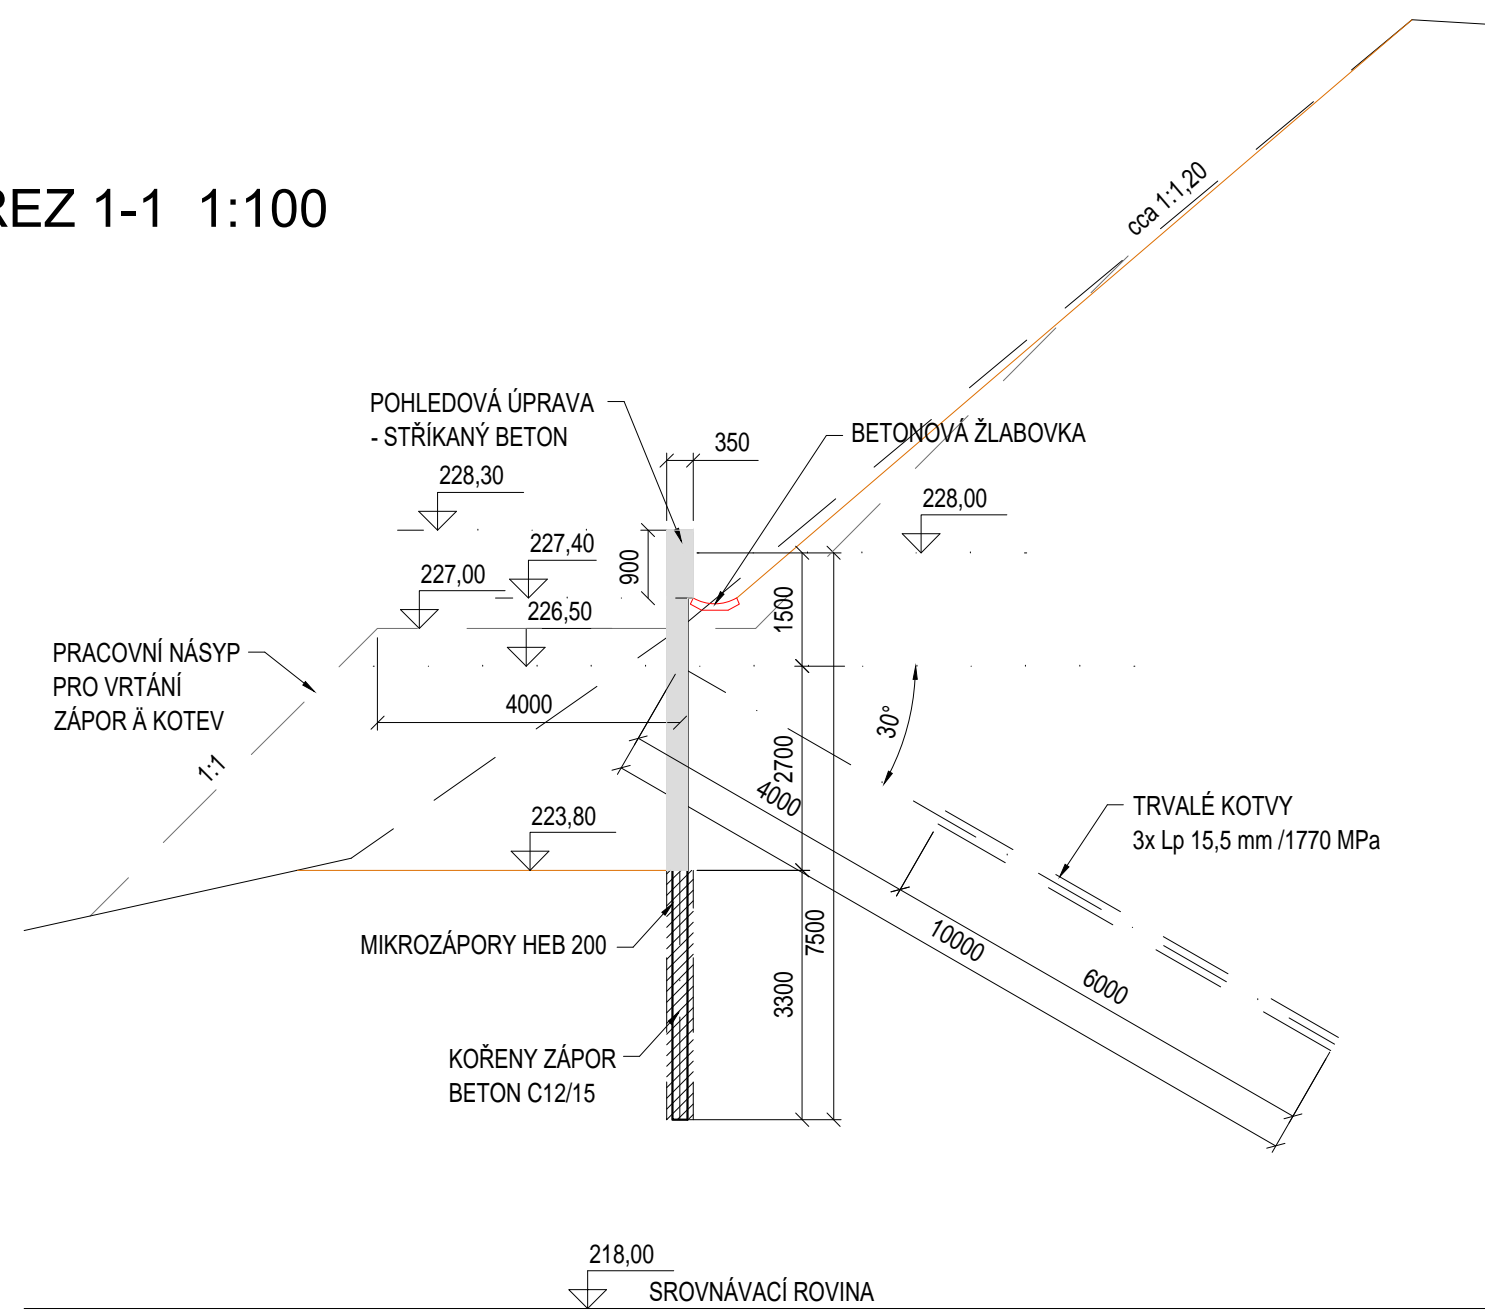 ŘEZ 1-1 1:100
cca 1:1,20
POHLEDOVÁ ÚPRAVA
- STŘÍKANÝ BETON
350
BETONOVÁ ŽLABOVKA
228,30
228,00
227,40
900
227,00
1500
226,50
PRACOVNÍ NÁSYP
PRO VRTÁNÍ
ZÁPOR Ä KOTEV
4000
30°
1:1
2700
4000
TRVALÉ KOTVY
3x Lp 15,5 mm /1770 MPa
223,80
MIKROZÁPORY HEB 200
7500
10000
6000
3300
KOŘENY ZÁPOR
BETON C12/15
218,00
SROVNÁVACÍ ROVINA